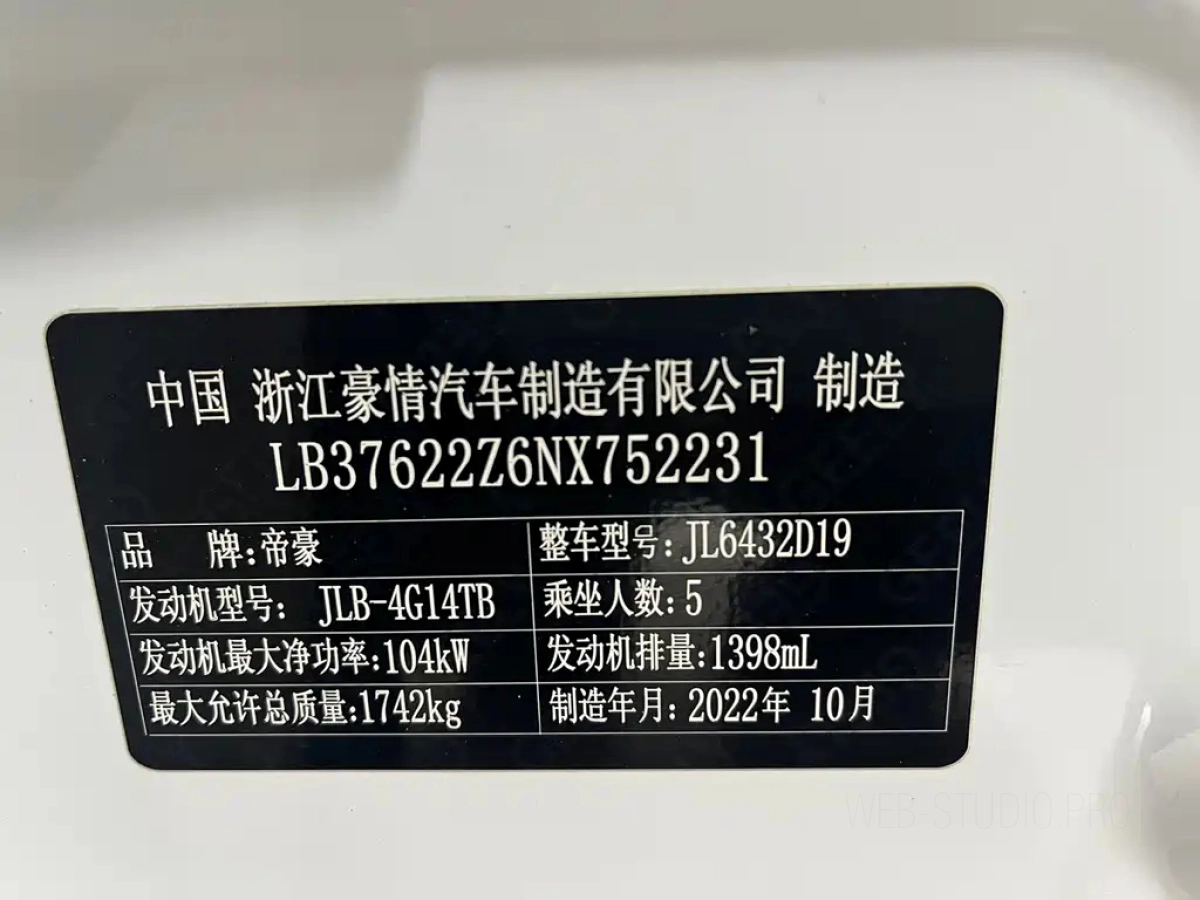 中国 浙江豪情汽车制造有限公司 制造
LB37622Z6NX752231
品 牌:帝豪 整车型号:JL6432D19
发动机型号: JLB-4G14TB 乘坐人数:5
发动机最大净功率:104kW 发动机排量:1398mL
最大允许总质量:1742kg 制造年月:2022年 10月
WEB-STUDIO PRO